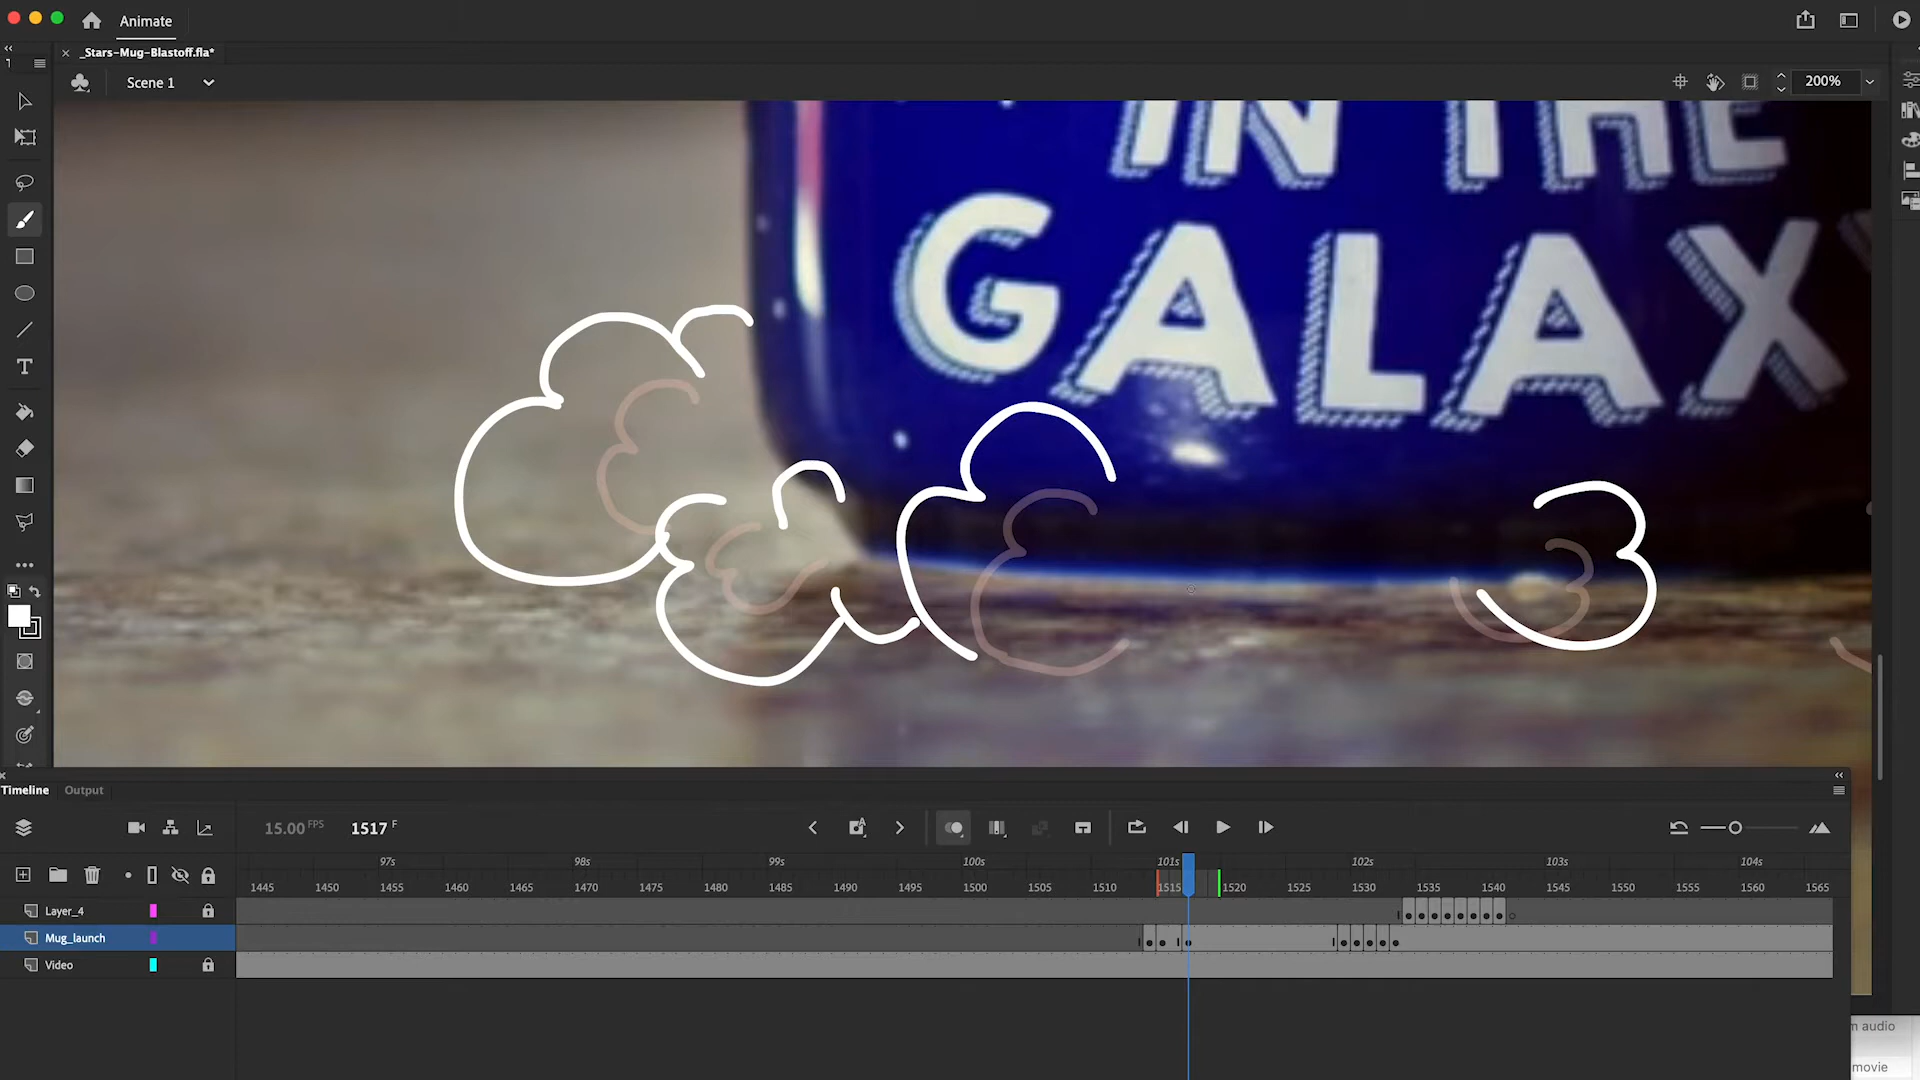 Animate
_Stars-Mug-Blastoff.fla*
Scene 1
200%
IN THE
GALAX
T
Timeline
Output
15.00 FPS
1517 F
97s 98s 99s 100s 101s 102s 103s 104s
1445 1450 1455 1460 1465 1470 1475 1480 1485 1490 1495 1500 1505 1510 1515 1520 1525 1530 1535 1540 1545 1550 1555 1560 1565
Layer_4
Mug_launch
Video
audio
movie